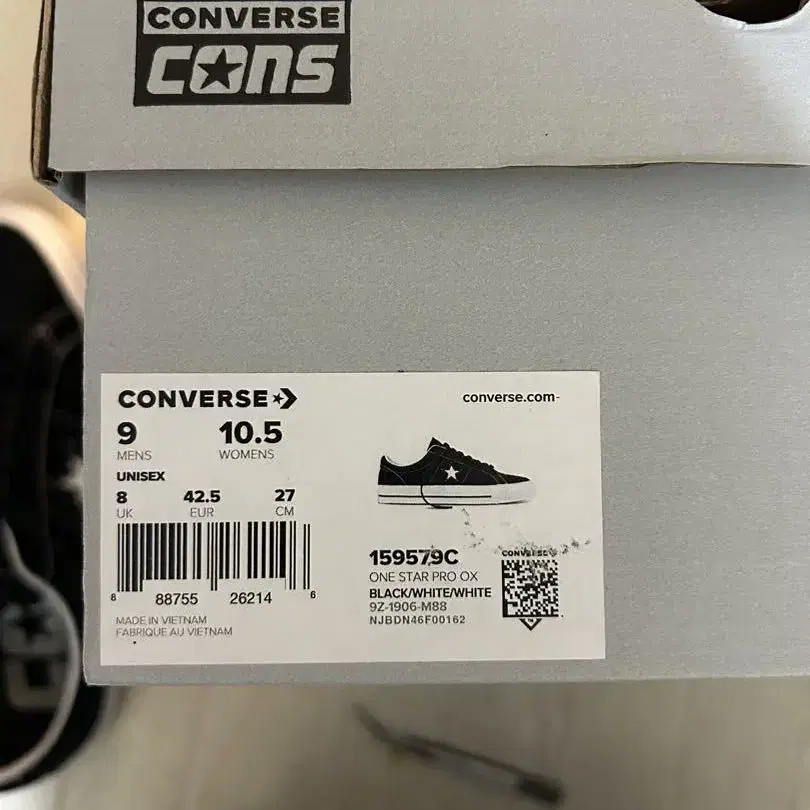 CONVERSE
CONS
CONVERSE
converse.com
9 10.5
MENS WOMENS
UNISEX
8 42.5 27
UK EUR CM
8 88755 26214 6
MADE IN VIETNAM
FABRIQUE AU VIETNAM
159579C
ONE STAR PRO OX
BLACK/WHITE/WHITE
9Z-1906-M88
NJBDN46F00162
CONVERSE